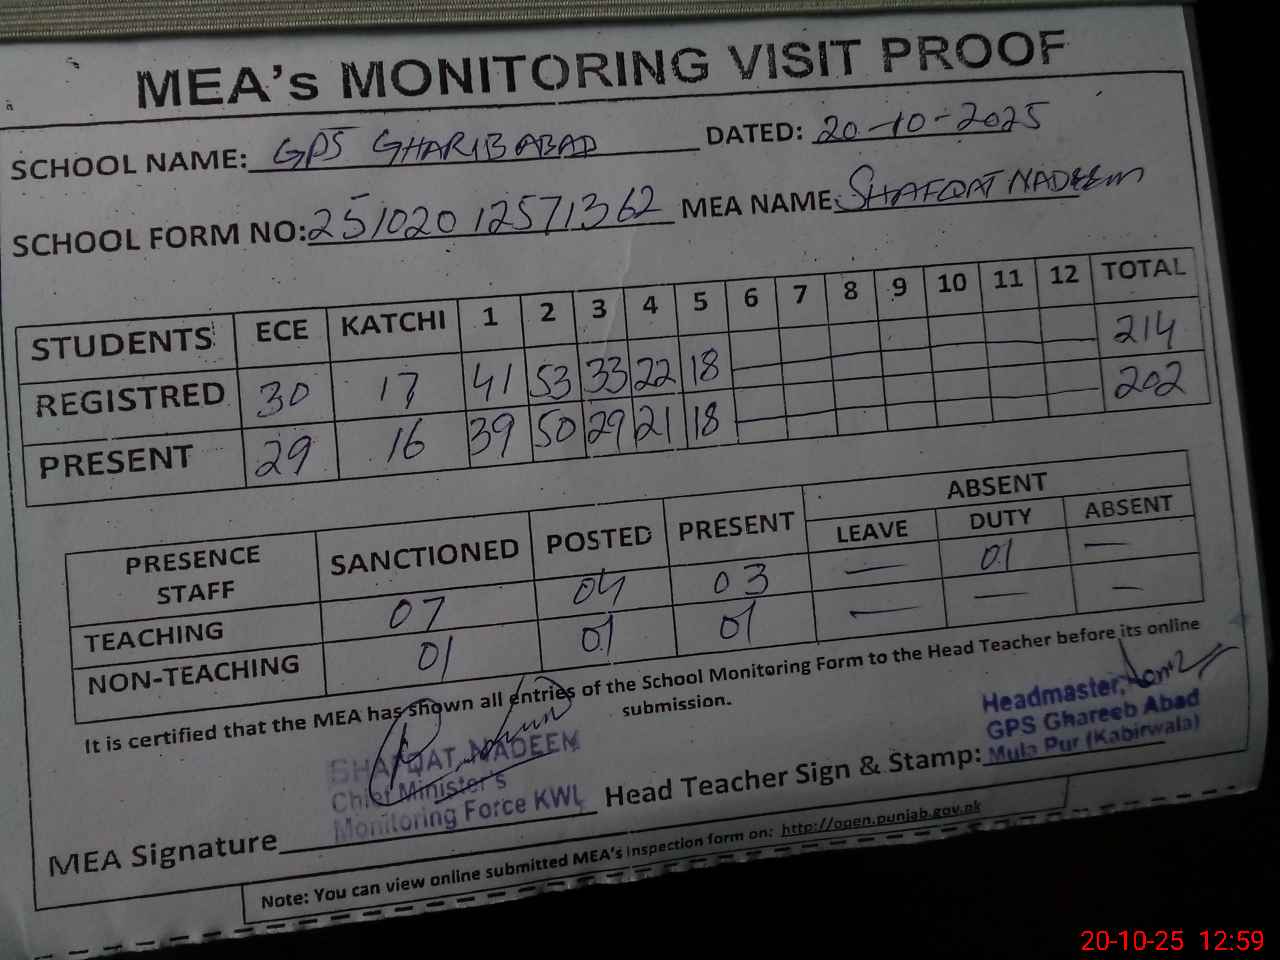 MEA's MONITORING VISIT PROOF
SCHOOL NAME: GPS GHARIBABAD DATED: 20-10-2025
SCHOOL FORM NO: 25102012571362 MEA NAME: SHAFQAT NADEEM
STUDENTS ECE KATCHI 1 2 3 4 5 6 7 8 9 10 11 12 TOTAL
REGISTRED 30 17 41 53 33 22 18 214
PRESENT 29 16 39 50 29 21 18 202
PRESENCE STAFF SANCTIONED POSTED PRESENT ABSENT
LEAVE DUTY ABSENT
TEACHING 07 04 03 — 01 —
NON-TEACHING 01 01 01 — — —
It is certified that the MEA has shown all entries of the School Monitoring Form to the Head Teacher before its online
submission.
SHAFQAT NADEEM
Chief Minister's
Monitoring Force KWL
MEA Signature
Head Teacher Sign & Stamp:
Headmaster,
GPS Ghareeb Abad
Mula Pur (Kabirwala)
Note: You can view online submitted MEA's inspection form on: http://open.punjab.gov.pk
20-10-25 12:59